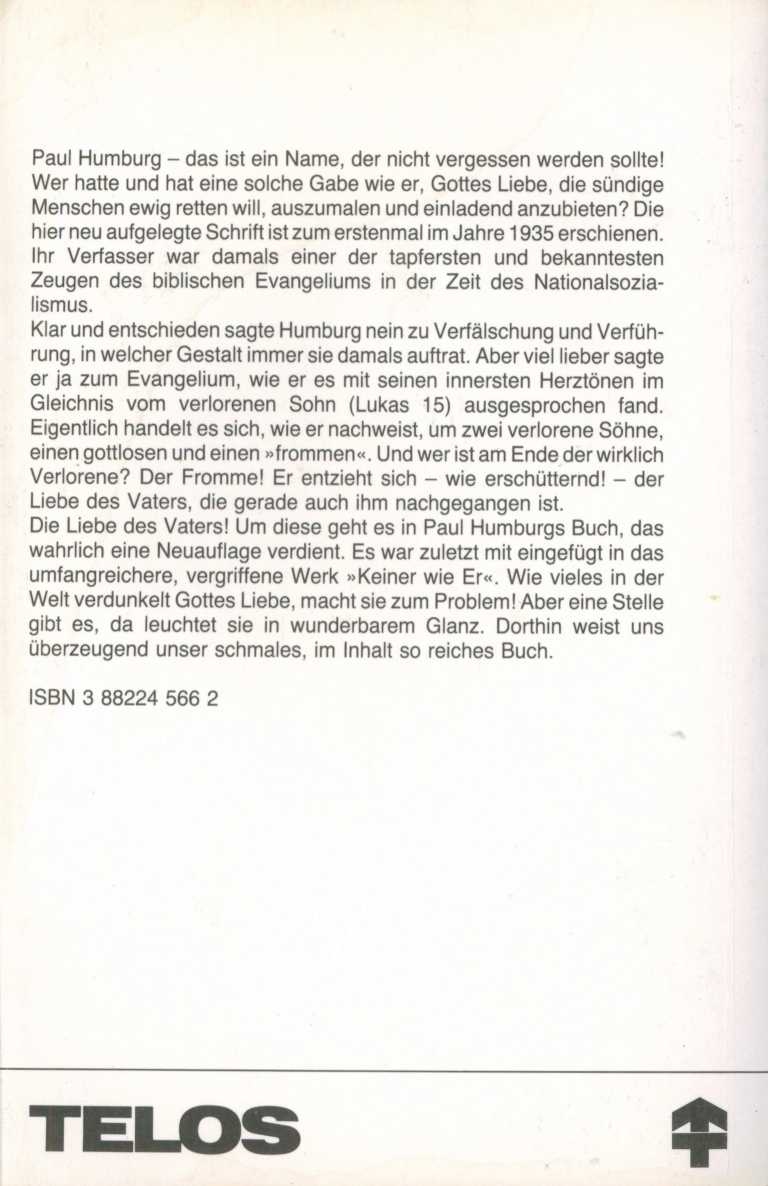 Paul Humburg – das ist ein Name, der nicht vergessen werden sollte!
Wer hatte und hat eine solche Gabe wie er, Gottes Liebe, die sündige
Menschen ewig retten will, auszumalen und einladend anzubieten? Die
hier neu aufgelegte Schrift ist zum erstenmal im Jahre 1935 erschienen.
Ihr Verfasser war damals einer der tapfersten und bekanntesten
Zeugen des biblischen Evangeliums in der Zeit des Nationalsozia-
lismus.
Klar und entschieden sagte Humburg nein zu Verfälschung und Verfüh-
rung, in welcher Gestalt immer sie damals auftrat. Aber viel lieber sagte
er ja zum Evangelium, wie er es mit seinen innersten Herztönen im
Gleichnis vom verlorenen Sohn (Lukas 15) ausgesprochen fand.
Eigentlich handelt es sich, wie er nachweist, um zwei verlorene Söhne,
einen gottlosen und einen »frommen«. Und wer ist am Ende der wirklich
Verlorene? Der Fromme! Er entzieht sich – wie erschütternd! – der
Liebe des Vaters, die gerade auch ihm nachgegangen ist.
Die Liebe des Vaters! Um diese geht es in Paul Humburgs Buch, das
wahrlich eine Neuauflage verdient. Es war zuletzt mit eingefügt in das
umfangreichere, vergriffene Werk »Keiner wie Er«. Wie vieles in der
Welt verdunkelt Gottes Liebe, macht sie zum Problem! Aber eine Stelle
gibt es, da leuchtet sie in wunderbarem Glanz. Dorthin weist uns
überzeugend unser schmales, im Inhalt so reiches Buch.
ISBN 3 88224 566 2
TELOS